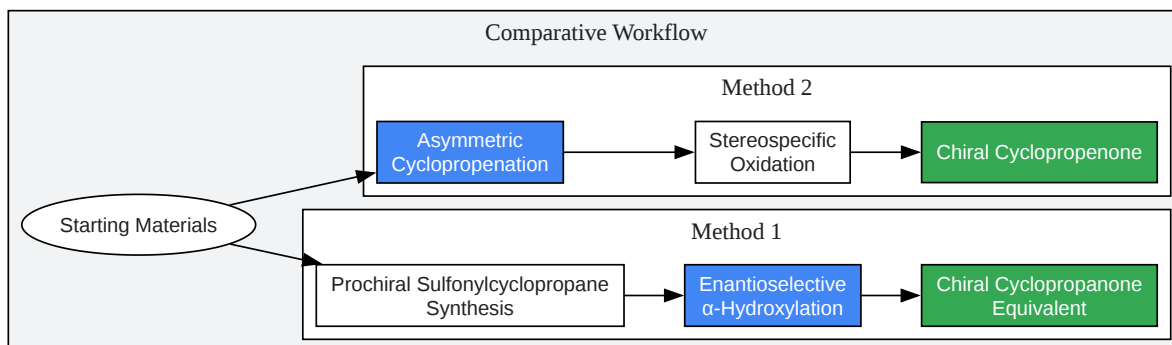 Comparative Workflow
Method 2
Asymmetric
Cyclopropenation
Stereospecific
Oxidation
Chiral Cyclopropenone
Starting Materials
Method 1
Prochiral Sulfonylcyclopropane
Synthesis
Enantioselective
α-Hydroxylation
Chiral Cyclopropanone
Equivalent